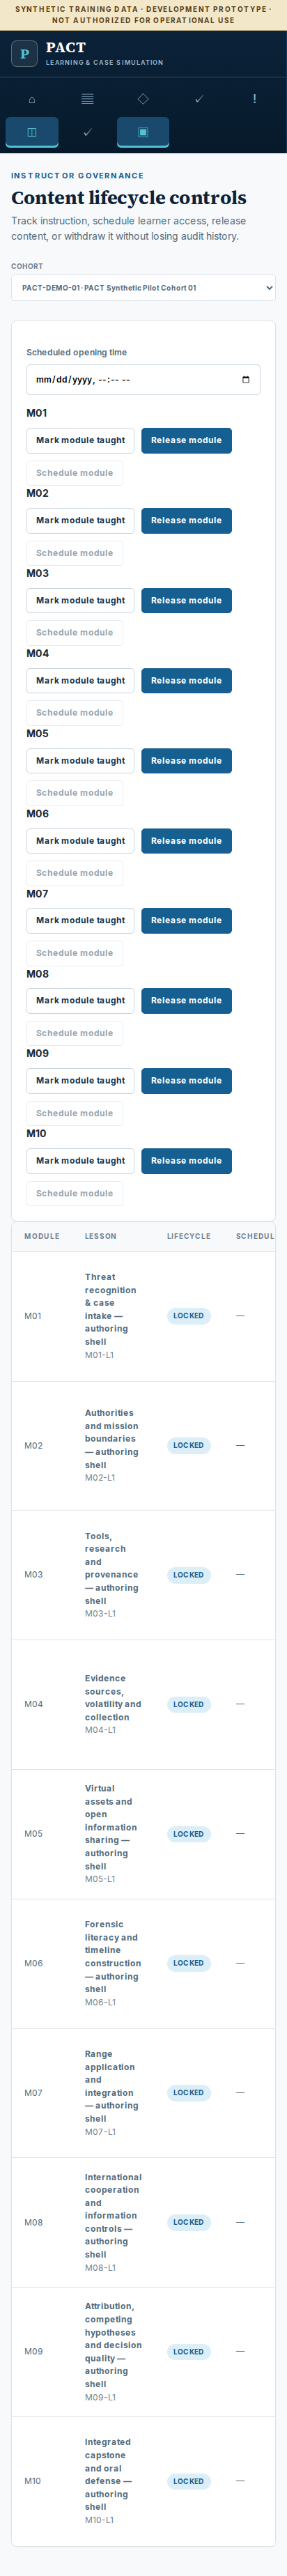 SYNTHETIC TRAINING DATA · DEVELOPMENT PROTOTYPE ·
NOT AUTHORIZED FOR OPERATIONAL USE
P
PACT
LEARNING & CASE SIMULATION
INSTRUCTOR GOVERNANCE
Content lifecycle controls
Track instruction, schedule learner access, release
content, or withdraw it without losing audit history.
COHORT
PACT-DEMO-01 · PACT Synthetic Pilot Cohort 01
Scheduled opening time
mm/dd/yyyy, --:-- --
M01
Mark module taught Release module
Schedule module
M02
Mark module taught Release module
Schedule module
M03
Mark module taught Release module
Schedule module
M04
Mark module taught Release module
Schedule module
M05
Mark module taught Release module
Schedule module
M06
Mark module taught Release module
Schedule module
M07
Mark module taught Release module
Schedule module
M08
Mark module taught Release module
Schedule module
M09
Mark module taught Release module
Schedule module
M10
Mark module taught Release module
Schedule module
MODULE LESSON LIFECYCLE SCHEDUL
Threat
recognition
& case
intake —
M01 authoring LOCKED —
shell
M01-L1
Authorities
and mission
boundaries
M02 — authoring LOCKED —
shell
M02-L1
Tools,
research
and
M03 provenance LOCKED —
— authoring
shell
M03-L1
Evidence
sources,
M04 volatility and LOCKED —
collection
M04-L1
Virtual
assets and
open
information
M05 sharing — LOCKED —
authoring
shell
M05-L1
Forensic
literacy and
timeline
M06 construction LOCKED —
— authoring
shell
M06-L1
Range
application
and
M07 integration LOCKED —
— authoring
shell
M07-L1
International
cooperation
and
information
M08 controls — LOCKED —
authoring
shell
M08-L1
Attribution,
competing
hypotheses
and decision
M09 quality — LOCKED —
authoring
shell
M09-L1
Integrated
capstone
and oral
M10 defense — LOCKED —
authoring
shell
M10-L1